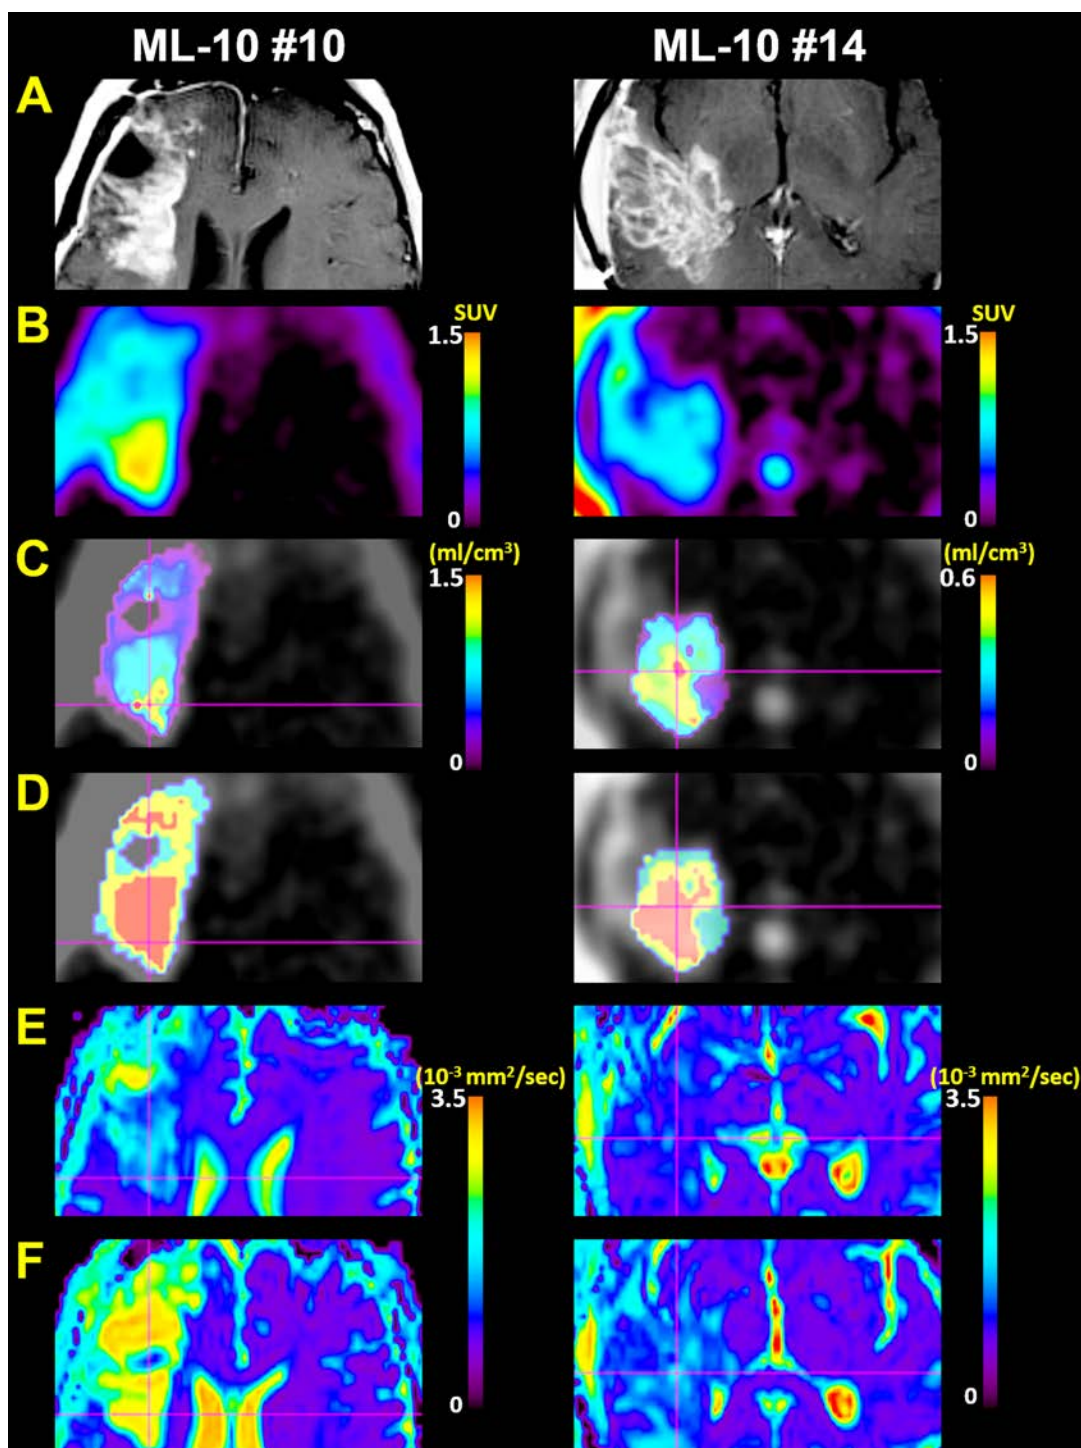 ML-10 #10 ML-10 #14
A
B
SUV SUV
1.5 1.5
0 0
C
(ml/cm³) (ml/cm³)
1.5 0.6
0 0
D
E
(10⁻³ mm²/sec) (10⁻³ mm²/sec)
3.5 3.5
F
0 0